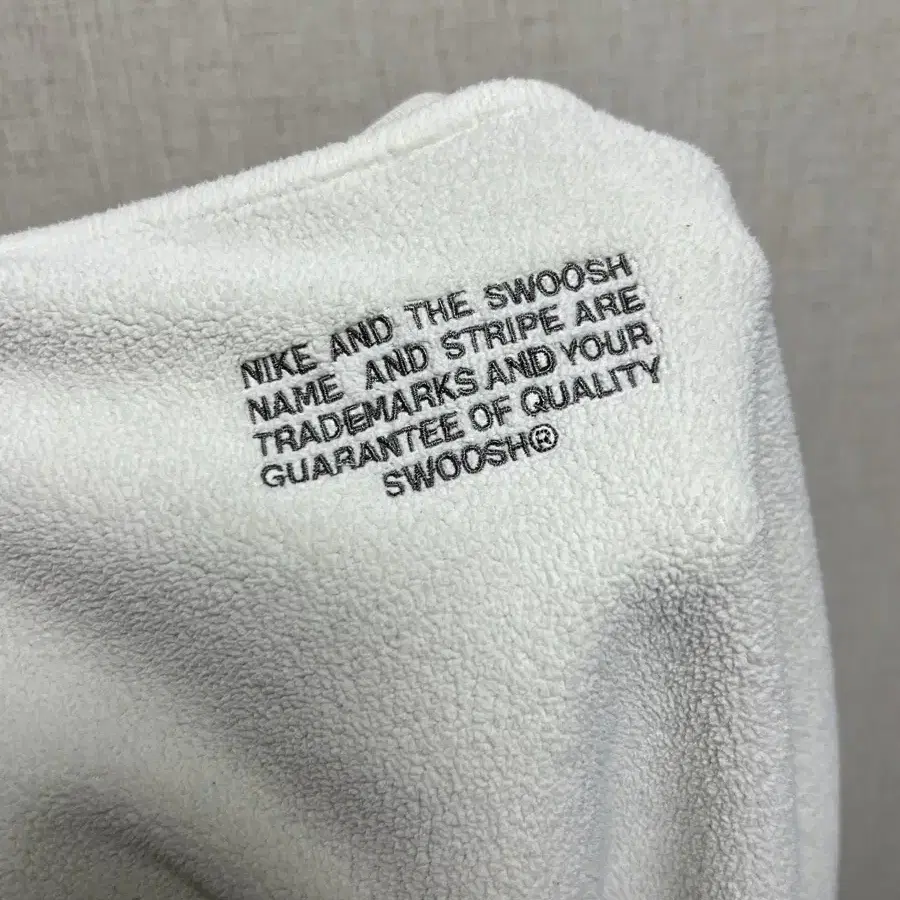 NIKE AND THE SWOOSH
NAME AND STRIPE ARE
TRADEMARKS AND YOUR
GUARANTEE OF QUALITY
SWOOSH®